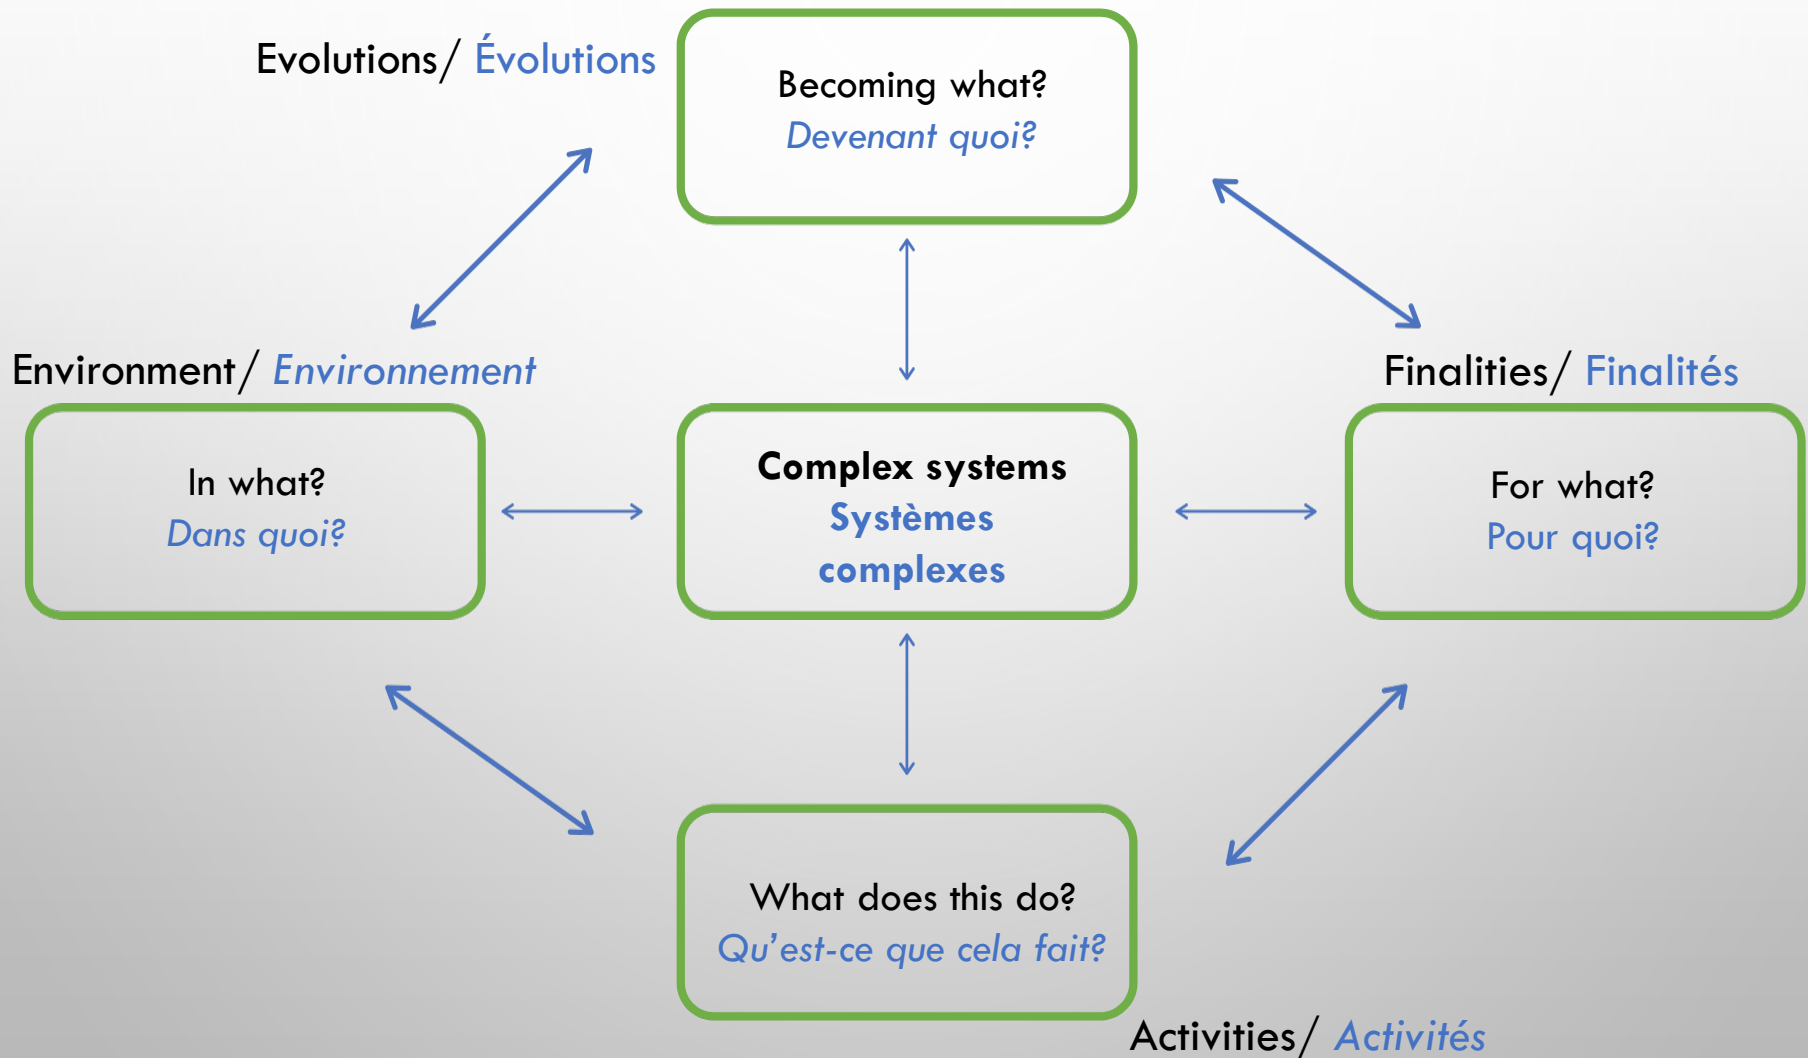 Evolutions/ Évolutions
Becoming what?
Devenant quoi?
Environment/ Environnement
Finalities/ Finalités
In what?
Dans quoi?
Complex systems
Systèmes
complexes
For what?
Pour quoi?
What does this do?
Qu’est-ce que cela fait?
Activities/ Activités